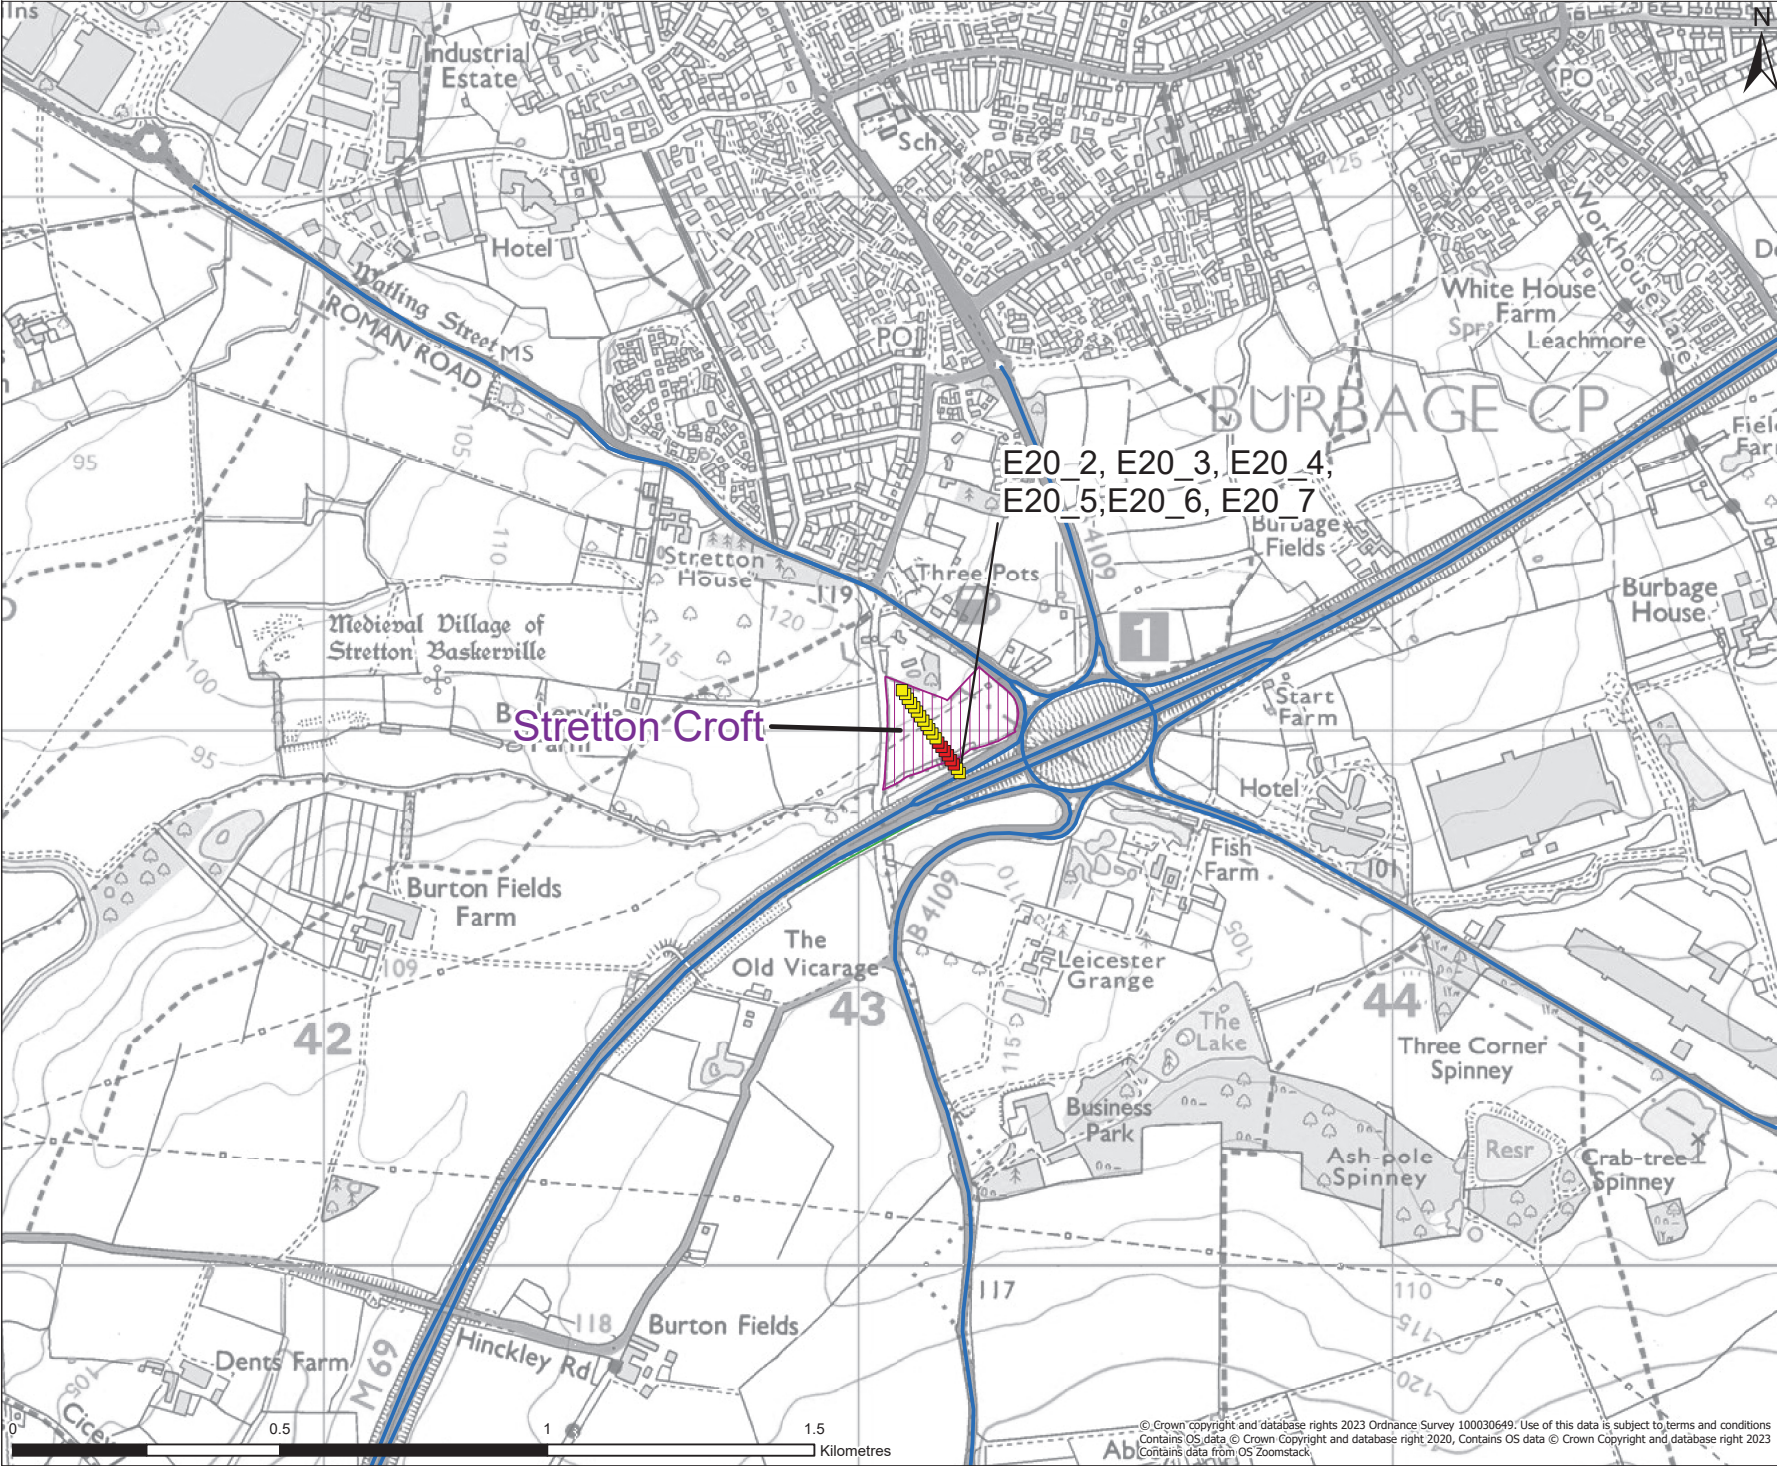 N
Industrial
Estate
PO
Sch
125
Workhouse Lane
Hotel
Watling Street
ROMAN ROAD
MS
White House
Farm
Leachmore
PO
BURBAGE CP
105
95
E20_2, E20_3, E20_4,
E20_5,E20_6, E20_7
110
4109
Burbage
Fields
Stretton
House
Three Pots
119
120
Burbage
House
Medieval Village of
Stretton Baskerville
115
1
100
Start
Farm
Stretton Croft
95
Hotel
Fish
Farm
101
110
Burton Fields
Farm
B 4109
The
Old Vicarage
105
109
Leicester
Grange
42
43
44
The
Lake
115
Three Corner
Spinney
Business
Park
Ash-pole
Spinney
Resr
Crab-tree
Spinney
117
110
115
118
Burton Fields
Hinckley Rd
Dents Farm
M 69
105
120
0
0.5
1
1.5
Kilometres
© Crown copyright and database rights 2023 Ordnance Survey 100030649. Use of this data is subject to terms and conditions
Contains OS data © Crown Copyright and database right 2020, Contains OS data © Crown Copyright and database right 2023
Contains data from OS Zoomstack